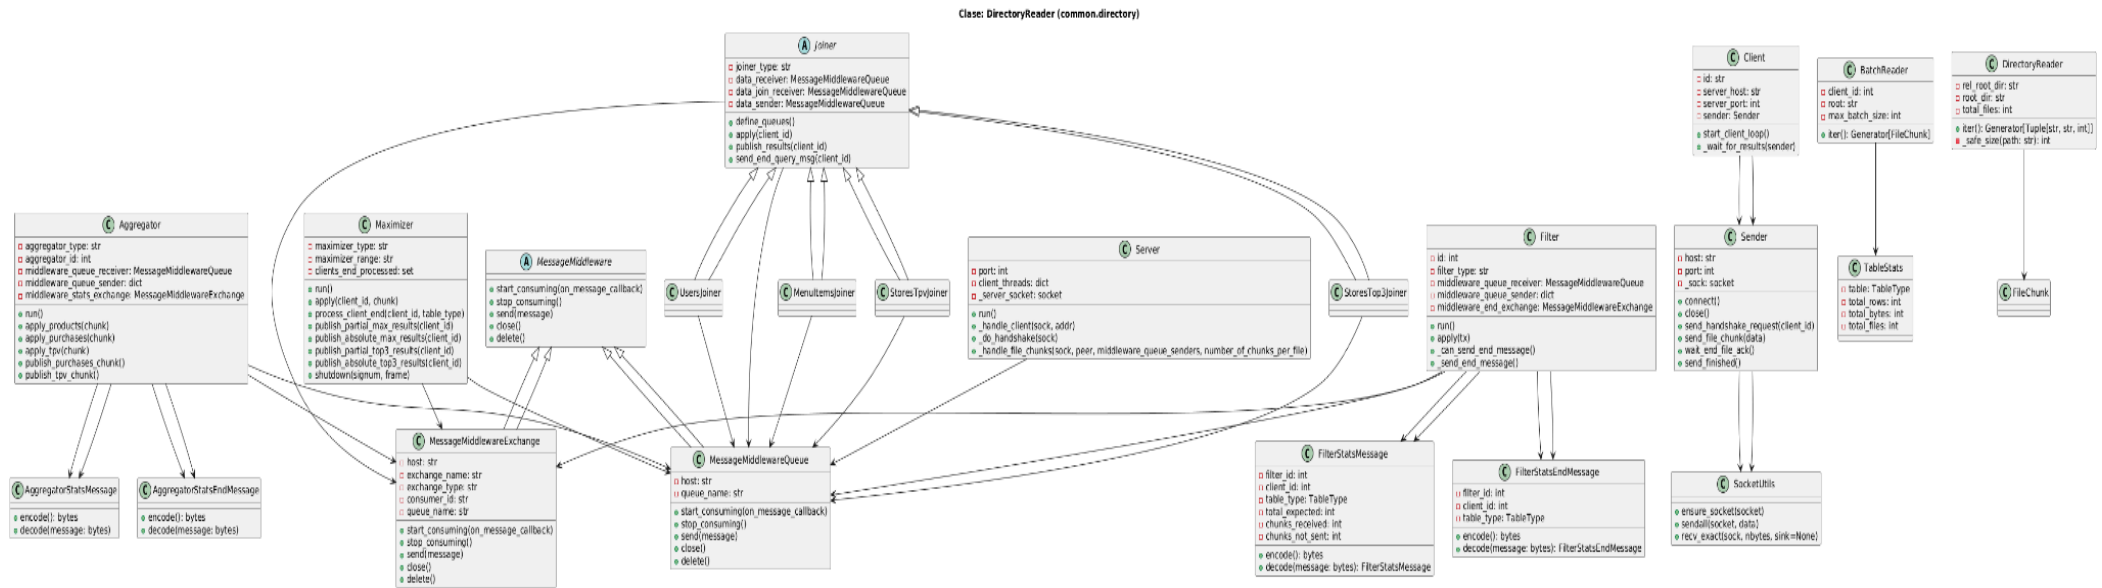 Clase: DirectoryReader (common.directory)
A Joiner
joiner_type: str
data_receiver: MessageMiddlewareQueue
data_join_receiver: MessageMiddlewareQueue
data_sender: MessageMiddlewareQueue
define_queues()
apply(client_id)
publish_results(client_id)
send_end_query_msg(client_id)
C Client
id: str
server_host: str
server_port: int
sender: Sender
start_client_loop()
_wait_for_results(sender)
C BatchReader
client_id: int
root: str
max_batch_size: int
iter(): Generator[FileChunk]
C DirectoryReader
rel_root_dir: str
root_dir: str
total_files: int
iter(): Generator[Tuple[str, str, int]]
_safe_size(path: str): int
C Aggregator
aggregator_type: str
aggregator_id: int
middleware_queue_receiver: MessageMiddlewareQueue
middleware_queue_sender: dict
middleware_stats_exchange: MessageMiddlewareExchange
run()
apply_products(chunk)
apply_purchases(chunk)
apply_tpv(chunk)
publish_purchases_chunk()
publish_tpv_chunk()
C Maximizer
maximizer_type: str
maximizer_range: str
clients_end_processed: set
run()
apply(client_id, chunk)
process_client_end(client_id, table_type)
publish_partial_max_results(client_id)
publish_absolute_max_results(client_id)
publish_partial_top3_results(client_id)
publish_absolute_top3_results(client_id)
shutdown(signum, frame)
A MessageMiddleware
start_consuming(on_message_callback)
stop_consuming()
send(message)
close()
delete()
C UsersJoiner
C MenuItemsJoiner
C StoresTpvJoiner
C Server
port: int
client_threads: dict
_server_socket: socket
run()
_handle_client(sock, addr)
_do_handshake(sock)
_handle_file_chunks(sock, peer, middleware_queue_senders, number_of_chunks_per_file)
C StoresTop3Joiner
C Filter
id: int
filter_type: str
middleware_queue_receiver: MessageMiddlewareQueue
middleware_queue_sender: dict
middleware_end_exchange: MessageMiddlewareExchange
run()
apply(tx)
_can_send_end_message()
_send_end_message()
C Sender
host: str
port: int
_sock: socket
connect()
close()
send_handshake_request(client_id)
send_file_chunk(data)
wait_end_file_ack()
send_finished()
C TableStats
table: TableType
total_rows: int
total_bytes: int
total_files: int
C FileChunk
C AggregatorStatsMessage
encode(): bytes
decode(message: bytes)
C AggregatorStatsEndMessage
encode(): bytes
decode(message: bytes)
C MessageMiddlewareExchange
host: str
exchange_name: str
exchange_type: str
consumer_id: str
queue_name: str
start_consuming(on_message_callback)
stop_consuming()
send(message)
close()
delete()
C MessageMiddlewareQueue
host: str
queue_name: str
start_consuming(on_message_callback)
stop_consuming()
send(message)
close()
delete()
C FilterStatsMessage
filter_id: int
client_id: int
table_type: TableType
total_expected: int
chunks_received: int
chunks_not_sent: int
encode(): bytes
decode(message: bytes): FilterStatsMessage
C FilterStatsEndMessage
filter_id: int
client_id: int
table_type: TableType
encode(): bytes
decode(message: bytes): FilterStatsEndMessage
C SocketUtils
ensure_socket(socket)
sendall(socket, data)
recv_exact(sock, nbytes, sink=None)